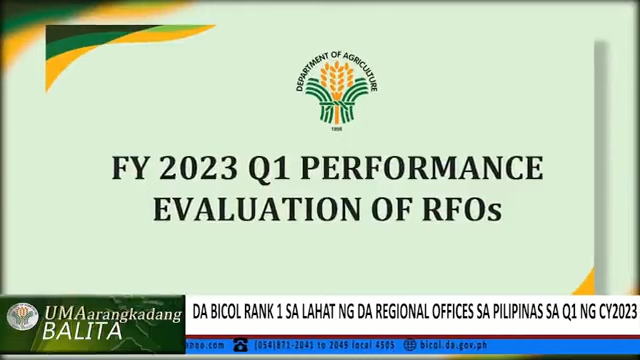 DEPARTMENT OF AGRICULTURE
1898
FY 2023 Q1 PERFORMANCE
EVALUATION OF RFOs
UMAarangkadang
BALITA
DA BICOL RANK 1 SA LAHAT NG DA REGIONAL OFFICES SA PILIPINAS SA Q1 NG CY2023
(054)871-2041 to 2049 local 4505 bicol.da.gov.ph